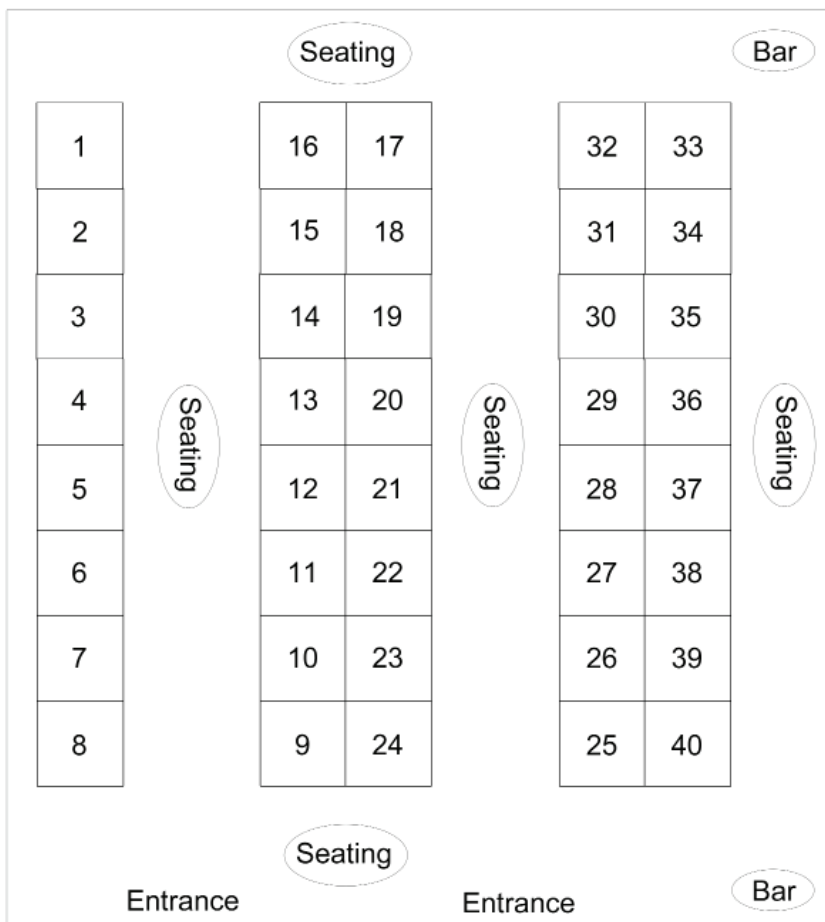 Seating Bar
1 16 17 32 33
2 15 18 31 34
3 14 19 30 35
4 13 20 29 36
Seating Seating Seating
5 12 21 28 37
6 11 22 27 38
7 10 23 26 39
8 9 24 25 40
Seating
Entrance Entrance Bar